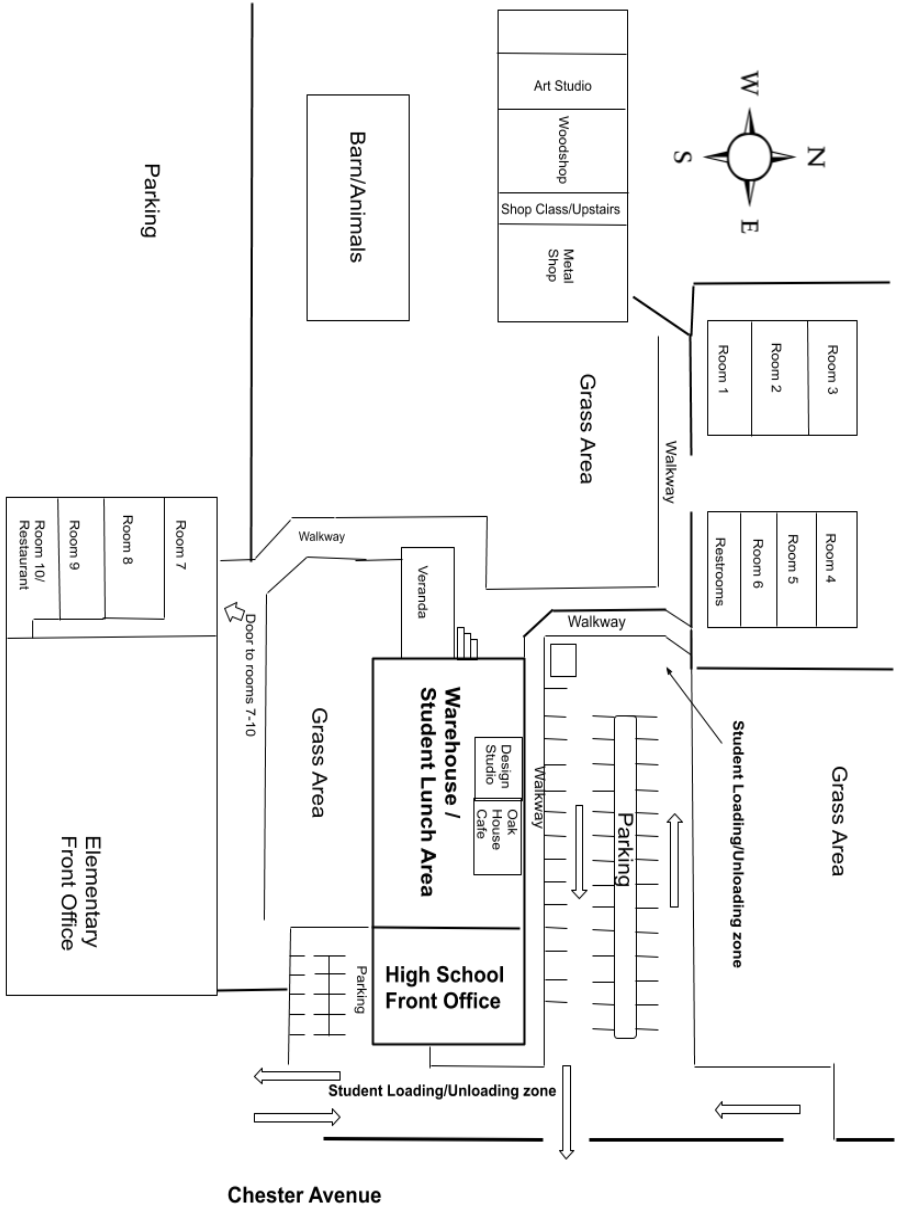 W
N
S
E
Art Studio
Woodshop
Shop Class/Upstairs
Metal
Shop
Barn/Animals
Parking
Room 1
Room 2
Room 3
Grass Area
Walkway
Room 10/
Restaurant
Room 9
Room 8
Room 7
Walkway
Veranda
Restrooms
Room 6
Room 5
Room 4
Walkway
Door to rooms 7-10
Grass Area
Warehouse /
Student Lunch Area
Design
Studio
Oak
House
Cafe
Walkway
Parking
Student Loading/Unloading zone
Grass Area
Elementary
Front Office
Parking
High School
Front Office
Student Loading/Unloading zone
Chester Avenue